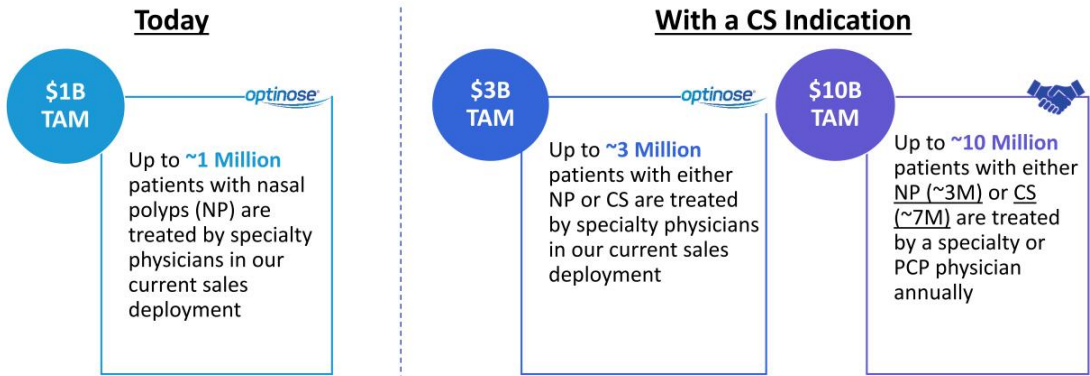 Today
$1B
TAM
optinose®
Up to ~1 Million
patients with nasal
polyps (NP) are
treated by specialty
physicians in our
current sales
deployment
With a CS Indication
$3B
TAM
optinose®
Up to ~3 Million
patients with either
NP or CS are treated
by specialty physicians
in our current sales
deployment
$10B
TAM
Up to ~10 Million
patients with either
NP (~3M) or CS
(~7M) are treated
by a specialty or
PCP physician
annually